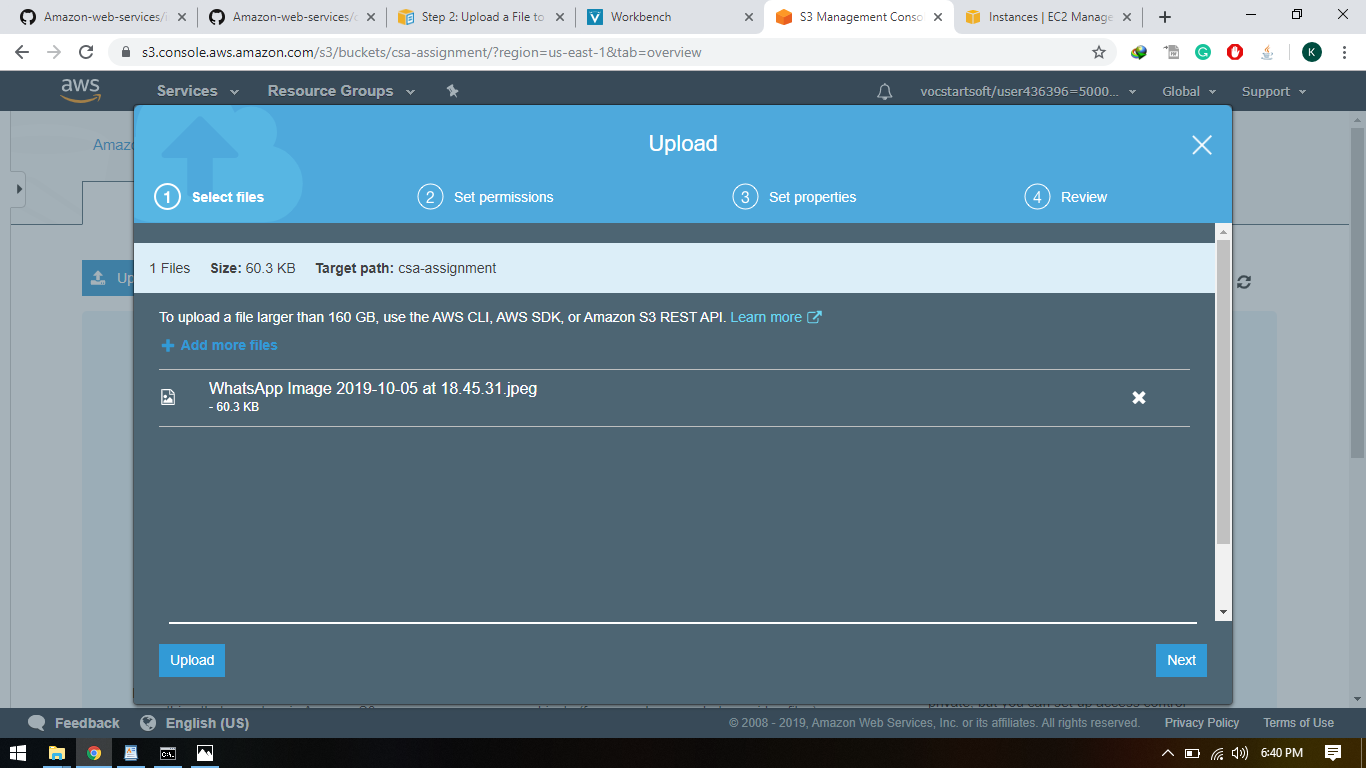 Amazon-web-services/
Amazon-web-services/
Step 2: Upload a File to
Workbench
S3 Management Conso
Instances | EC2 Manage
s3.console.aws.amazon.com/s3/buckets/csa-assignment/?region=us-east-1&tab=overview
K
aws
Services
Resource Groups
vocstartsoft/user436396=5000...
Global
Support
Amazo
Upload
1 Select files
2 Set permissions
3 Set properties
4 Review
Up
1 Files Size: 60.3 KB Target path: csa-assignment
To upload a file larger than 160 GB, use the AWS CLI, AWS SDK, or Amazon S3 REST API. Learn more
Add more files
WhatsApp Image 2019-10-05 at 18.45.31.jpeg
- 60.3 KB
Upload
Next
Feedback
English (US)
© 2008 - 2019, Amazon Web Services, Inc. or its affiliates. All rights reserved.
Privacy Policy
Terms of Use
6:40 PM